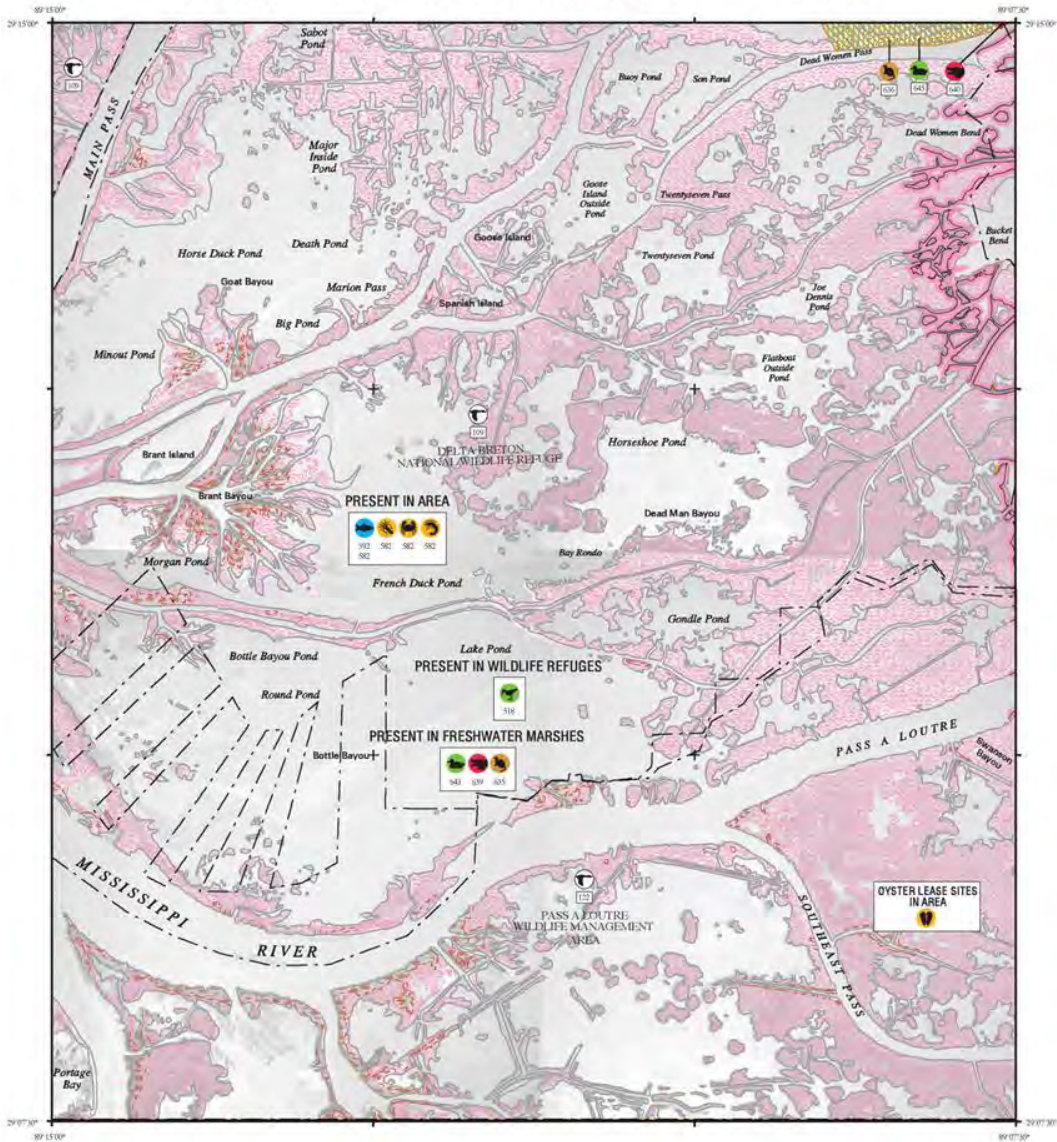 89°15'00"
89°07'30"
29°15'00"
29°15'00"
Sabot
Pond
109
MAIN PASS
Buoy Pond
Son Pond
Dead Women Pass
636
645
640
Dead Women Bend
Major
Inside
Pond
Goose
Island
Outside
Pond
Twentyseven Pass
Goose Island
Bucket
Bend
Death Pond
Horse Duck Pond
Twentyseven Pond
Goat Bayou
Marion Pass
Joe
Dennis
Pond
Spanish Island
Big Pond
Minout Pond
Flatboat
Outside
Pond
109
DELTA-BRETON
NATIONAL WILDLIFE REFUGE
Horseshoe Pond
Brant Island
Brant Bayou
PRESENT IN AREA
592 582 582 582
582
Dead Man Bayou
Bay Rondo
Morgan Pond
French Duck Pond
Gondle Pond
Lake Pond
Bottle Bayou Pond
PRESENT IN WILDLIFE REFUGES
518
Round Pond
PRESENT IN FRESHWATER MARSHES
643 639 635
Bottle Bayou
PASS A LOUTRE
Swanson
Bayou
MISSISSIPPI
RIVER
122
PASS A LOUTRE
WILDLIFE MANAGEMENT
AREA
SOUTHEAST PASS
OYSTER LEASE SITES
IN AREA
Portage
Bay
29°07'30"
29°07'30"
89°15'00"
89°07'30"